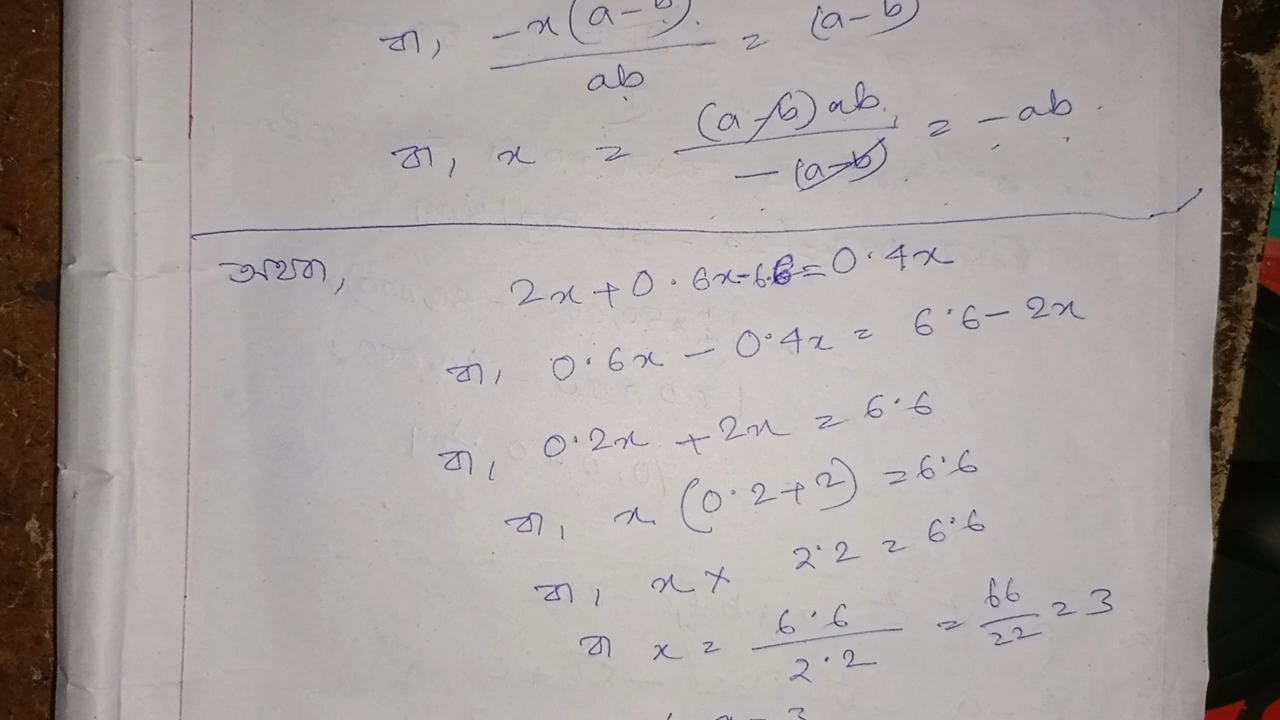 বা, -x(a-b)/ab = (a-b)
বা, x = (a-b)ab/-(a-b) = -ab.
অথবা, 2x+0.6x-6.6=0.4x
বা, 0.6x - 0.4x = 6.6 - 2x
বা, 0.2x + 2x = 6.6
বা, x (0.2+2) = 6.6
বা, x × 2.2 = 6.6
বা x = 6.6/2.2 = 66/22 = 3